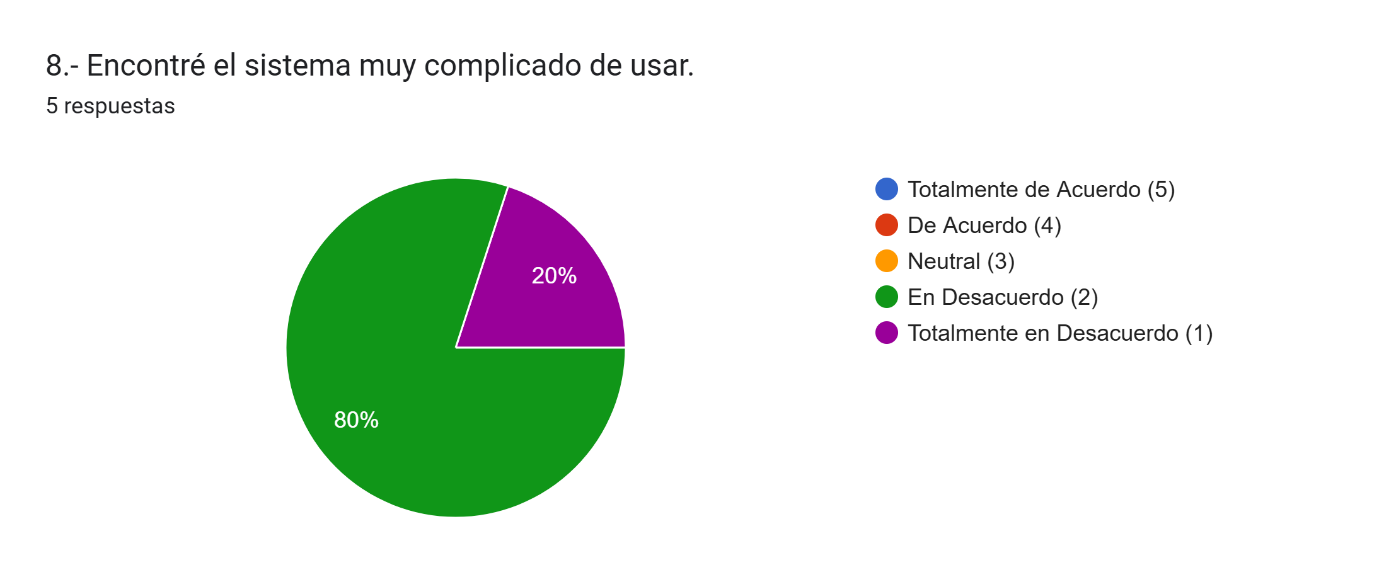 8.- Encontré el sistema muy complicado de usar.
5 respuestas
Totalmente de Acuerdo (5)
De Acuerdo (4)
Neutral (3)
En Desacuerdo (2)
Totalmente en Desacuerdo (1)
20%
80%